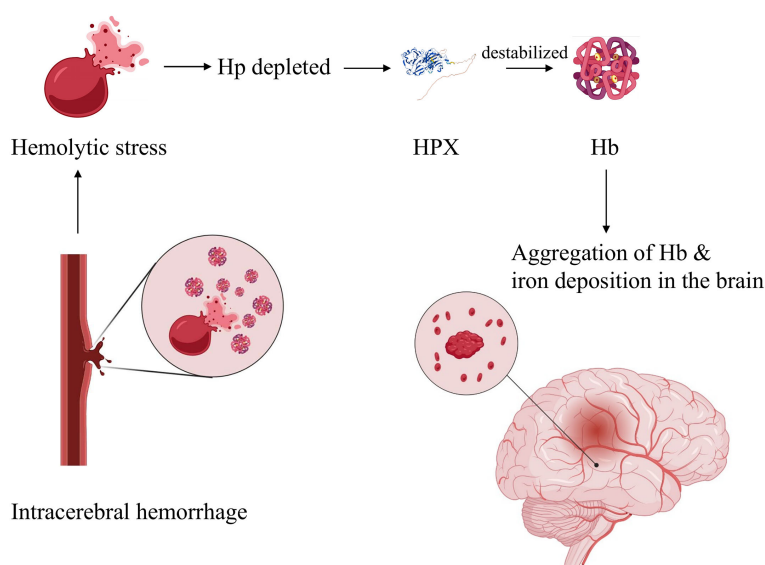 Hp depleted
destabilized
Hemolytic stress
HPX
Hb
Aggregation of Hb &
iron deposition in the brain
Intracerebral hemorrhage